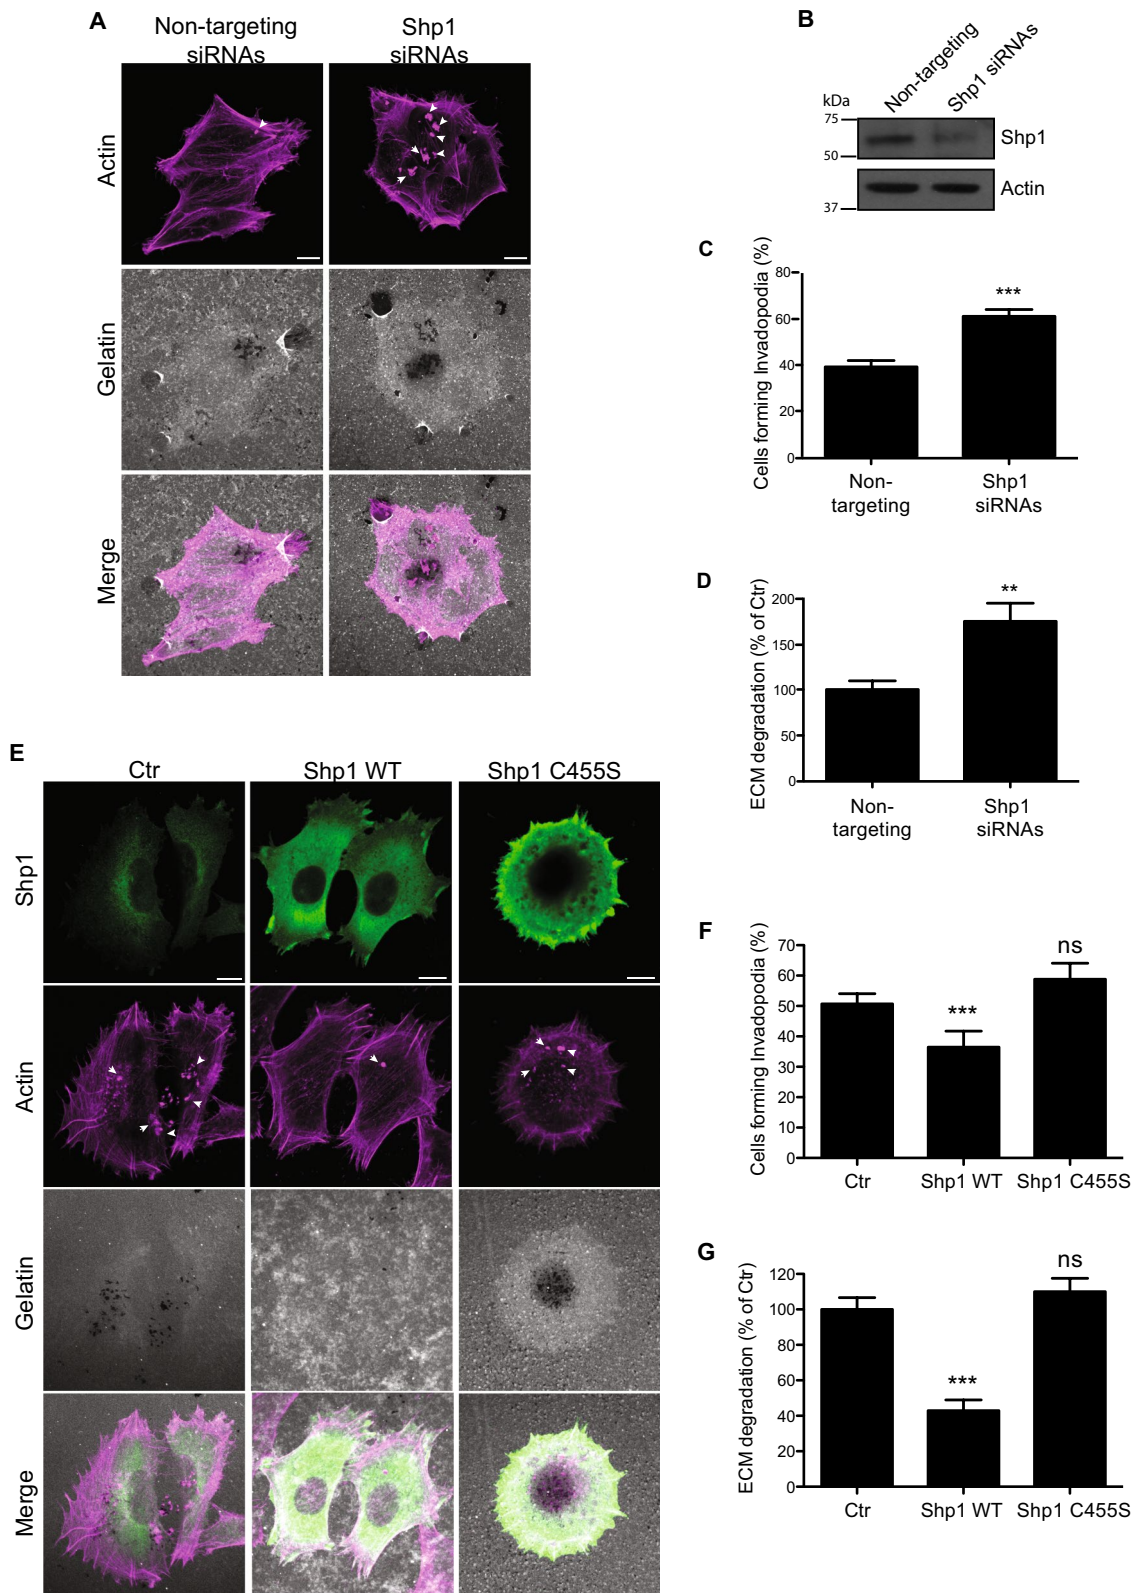 A
Non-targeting
siRNAs
Shp1
siRNAs
Actin
Gelatin
Merge
B
Non-targeting
Shp1 siRNAs
kDa
75
50
37
Shp1
Actin
C
Cells forming Invadopodia (%)
80
60
40
20
0
***
Non-
targeting
Shp1
siRNAs
D
ECM degradation (% of Ctr)
200
150
100
50
0
**
Non-
targeting
Shp1
siRNAs
E
Ctr
Shp1 WT
Shp1 C455S
Shp1
Actin
Gelatin
Merge
F
Cells forming Invadopodia (%)
70
60
50
40
30
20
10
0
***
ns
Ctr
Shp1 WT
Shp1 C455S
G
ECM degradation (% of Ctr)
120
100
80
60
40
20
0
***
ns
Ctr
Shp1 WT
Shp1 C455S